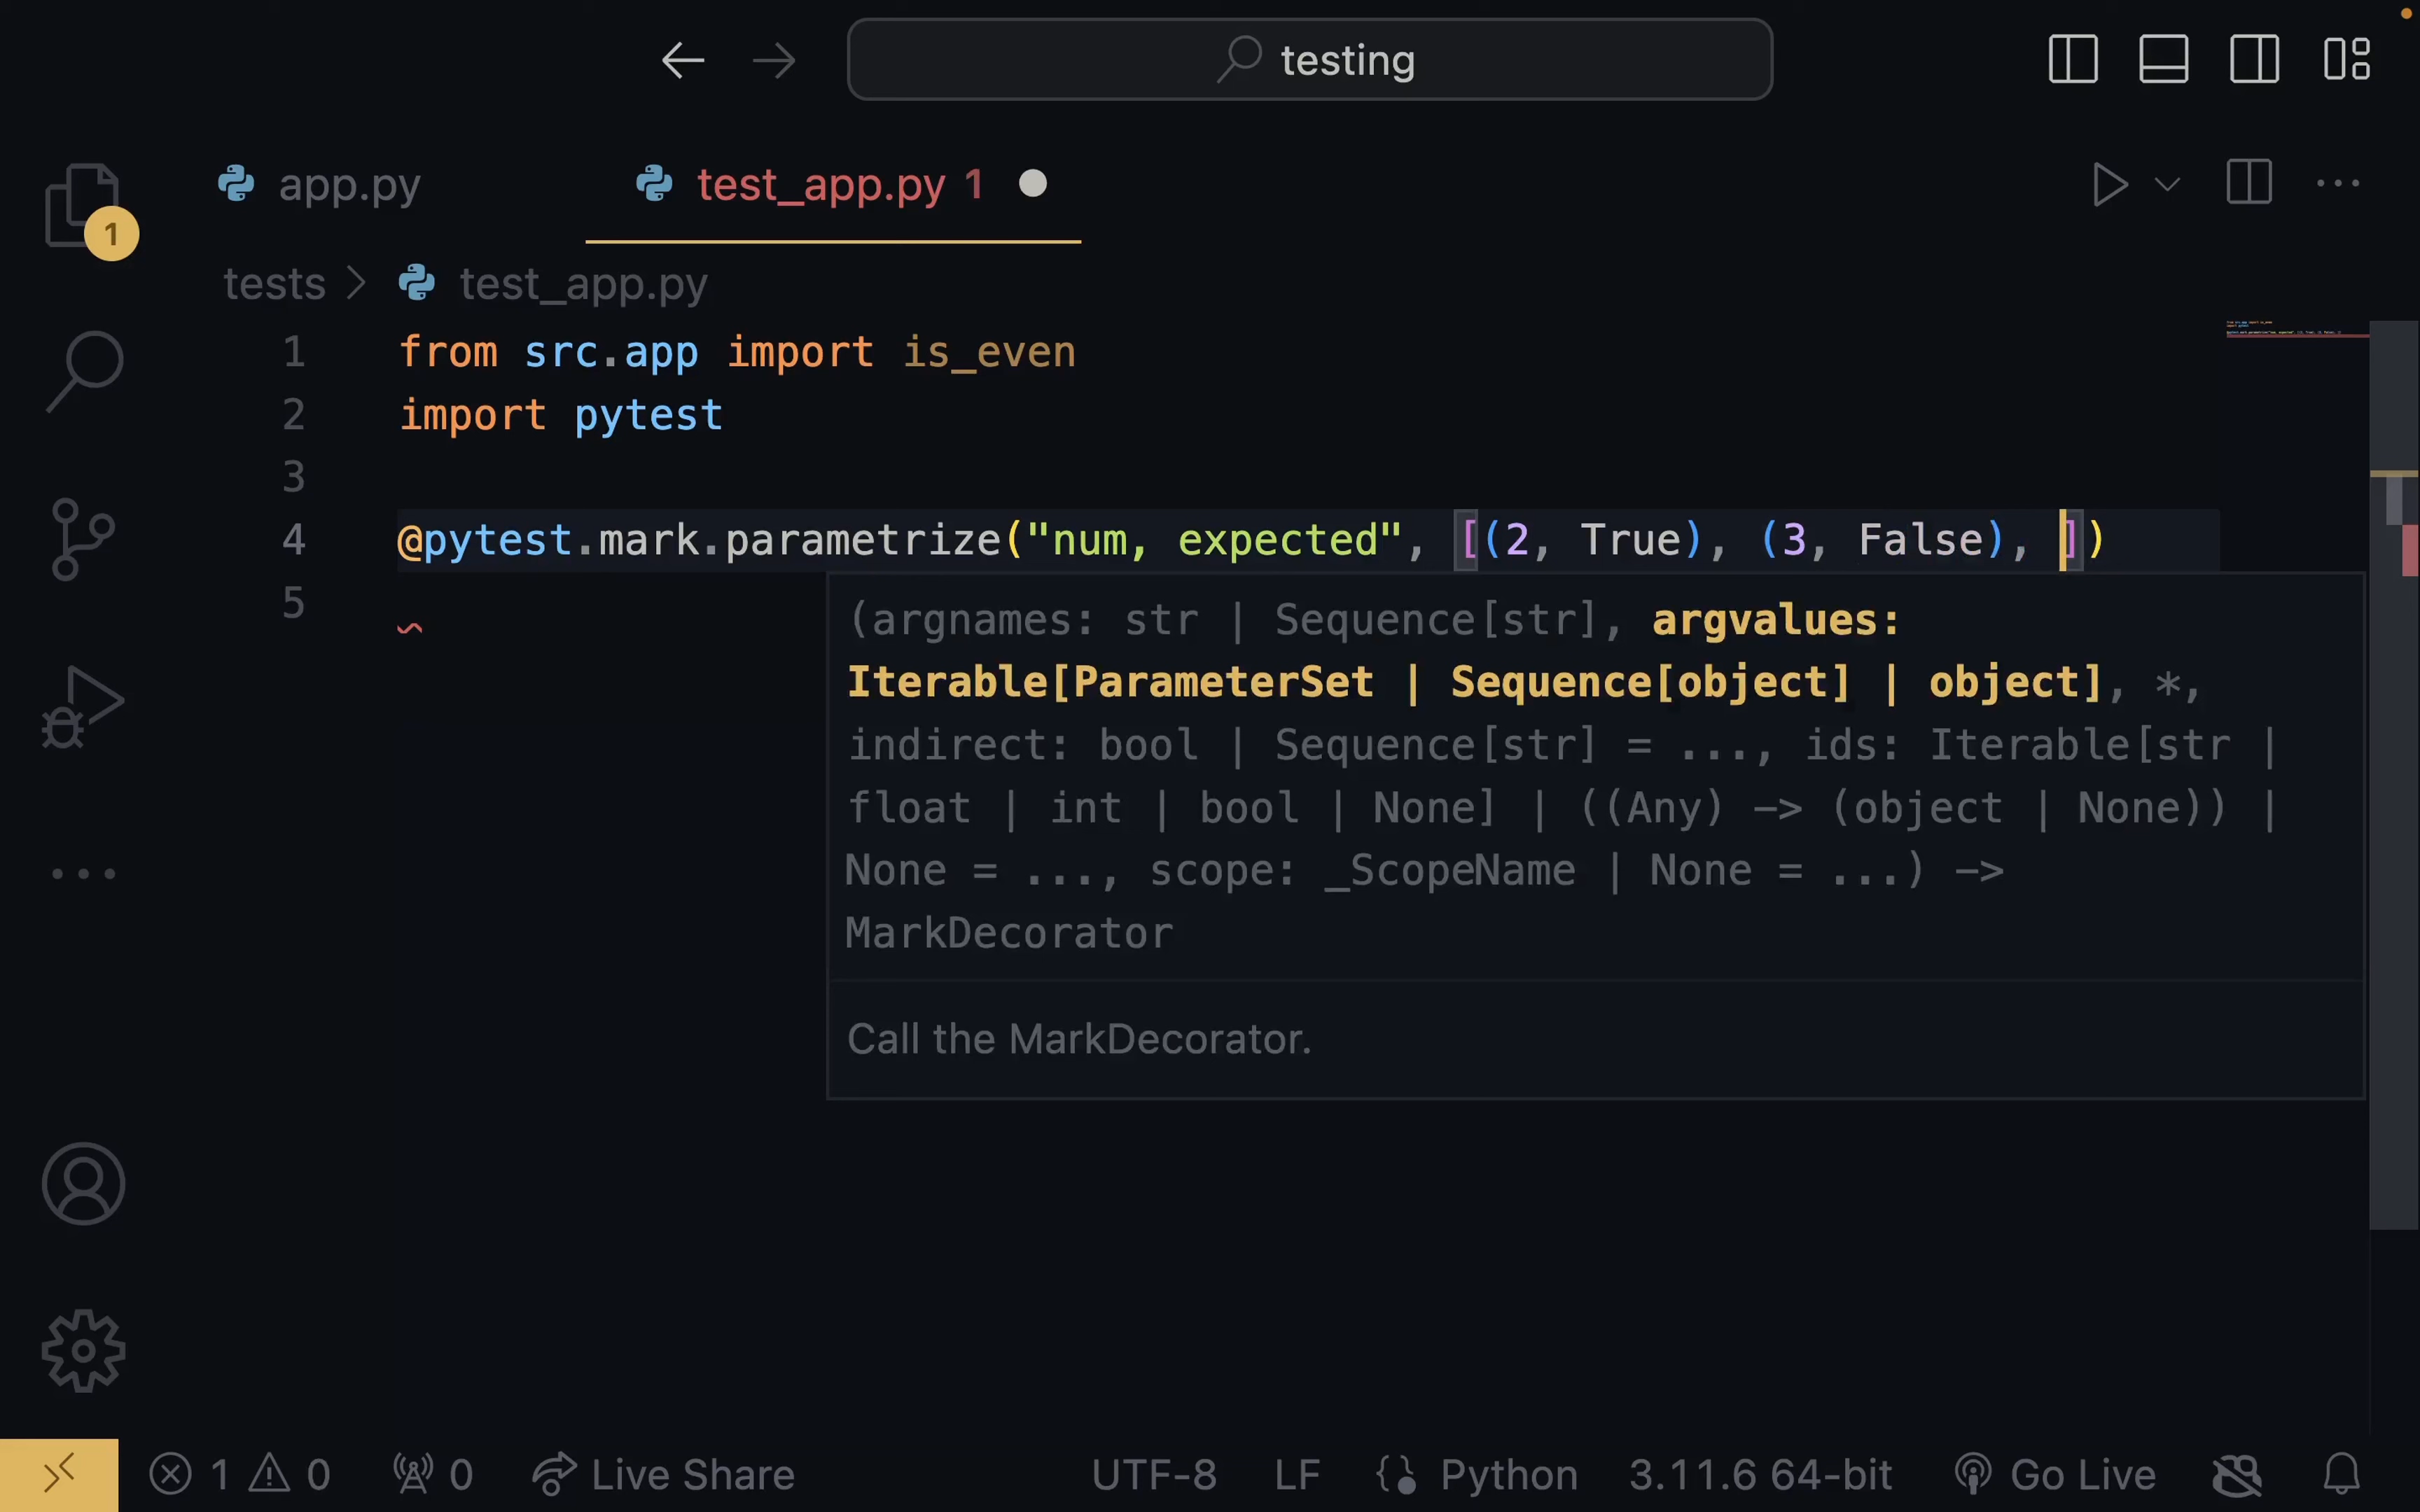 testing
app.py
test_app.py 1
1
tests > test_app.py
1 from src.app import is_even
2 import pytest
3
4 @pytest.mark.parametrize("num, expected", [(2, True), (3, False), ])
5
(argnames: str | Sequence[str], argvalues:
Iterable[ParameterSet | Sequence[object] | object], *,
indirect: bool | Sequence[str] = ..., ids: Iterable[str |
float | int | bool | None] | ((Any) -> (object | None)) |
None = ..., scope: _ScopeName | None = ...) ->
MarkDecorator
Call the MarkDecorator.
1 0 0 Live Share UTF-8 LF {} Python 3.11.6 64-bit Go Live